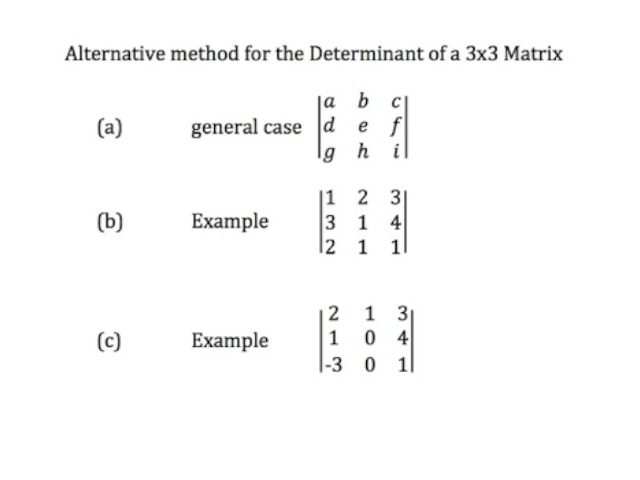 Alternative method for the Determinant of a 3x3 Matrix
(a) general case |a b c|
|d e f|
|g h i|
(b) Example |1 2 3|
|3 1 4|
|2 1 1|
(c) Example |2 1 3|
|1 0 4|
|-3 0 1|